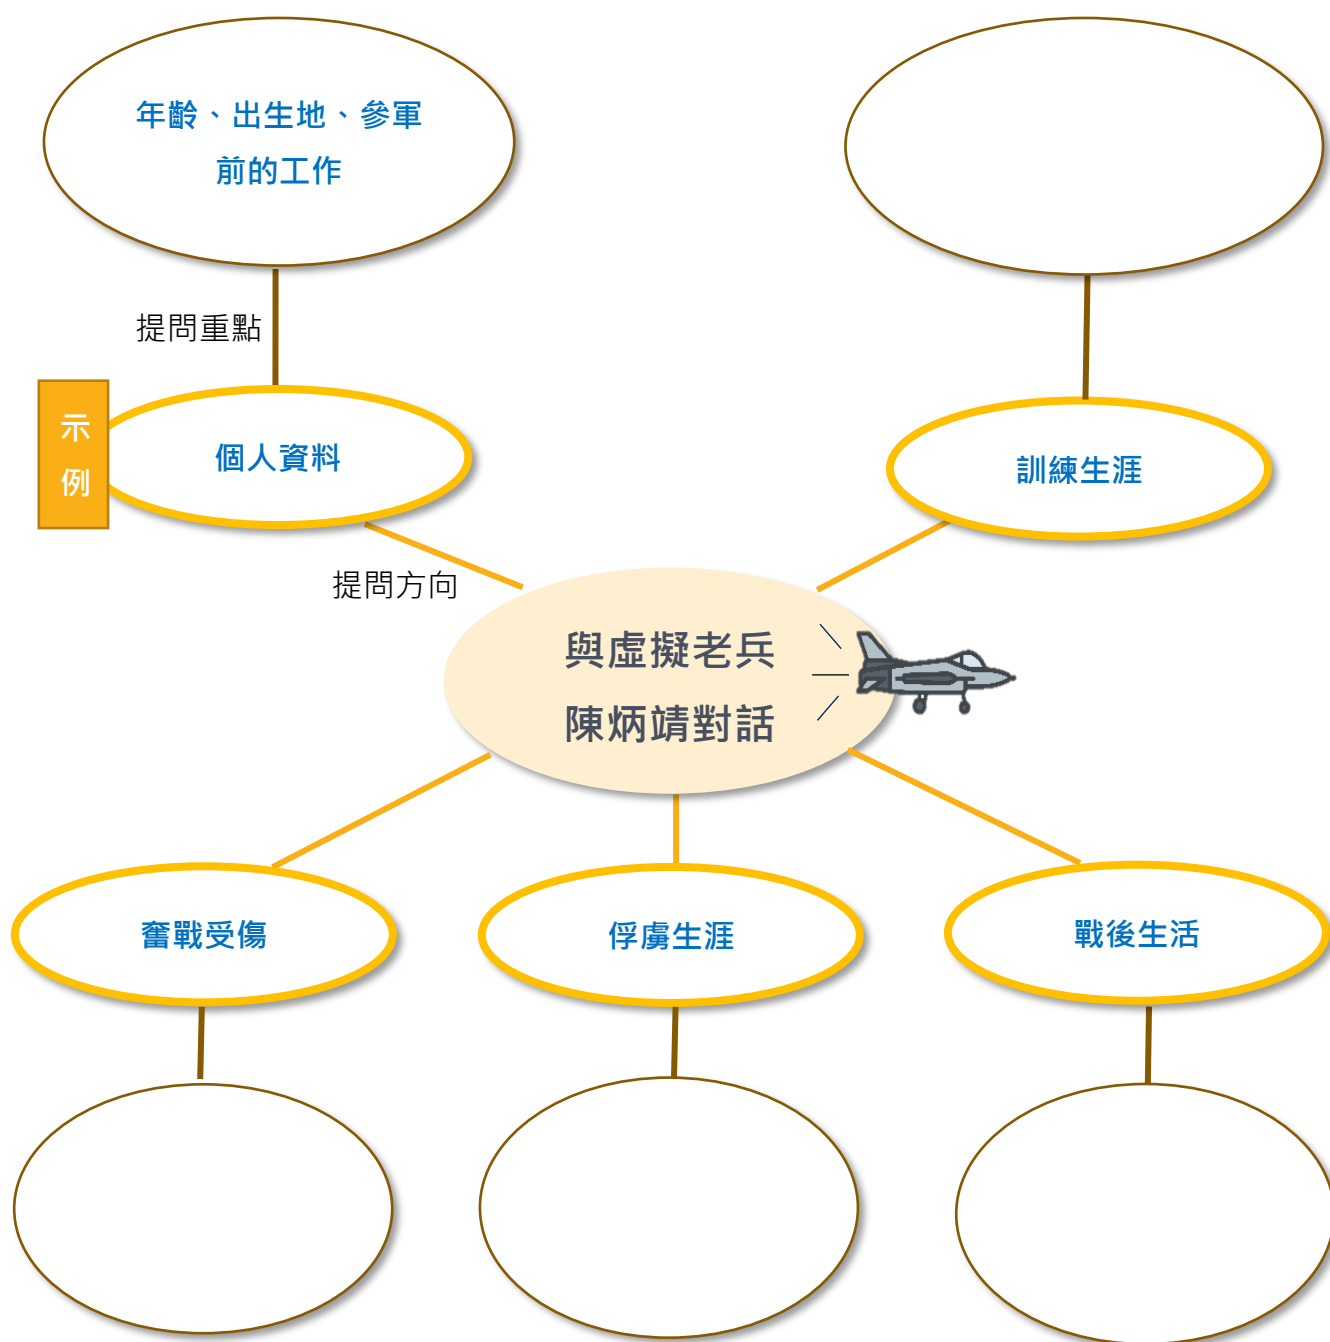 年齡、出生地、參軍
前的工作
提問重點
示
例
個人資料
訓練生涯
提問方向
與虛擬老兵
陳炳靖對話
奮戰受傷
俘虜生涯
戰後生活